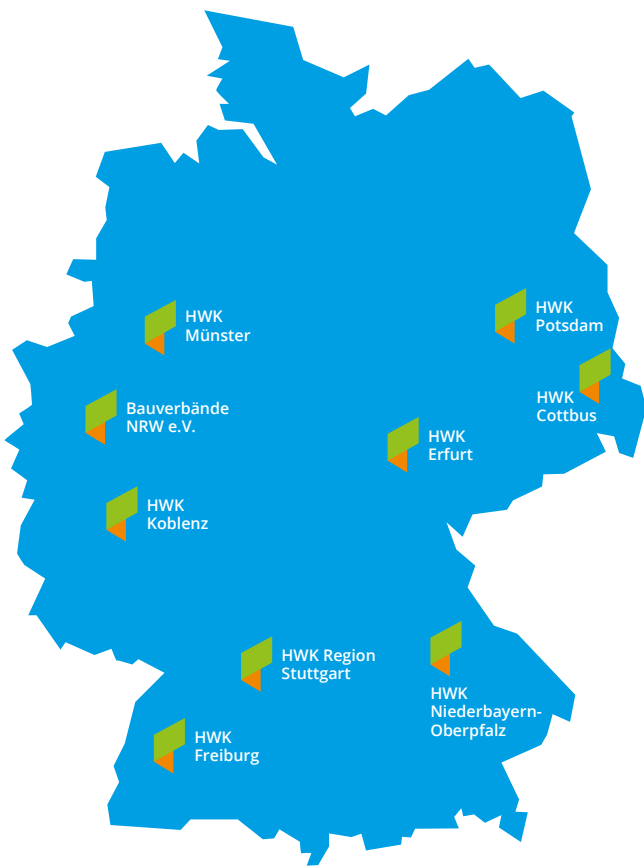 HWK
Münster
HWK
Potsdam
HWK
Cottbus
Bauverbände
NRW e.V.
HWK
Erfurt
HWK
Koblenz
HWK Region
Stuttgart
HWK
Niederbayern-
Oberpfalz
HWK
Freiburg